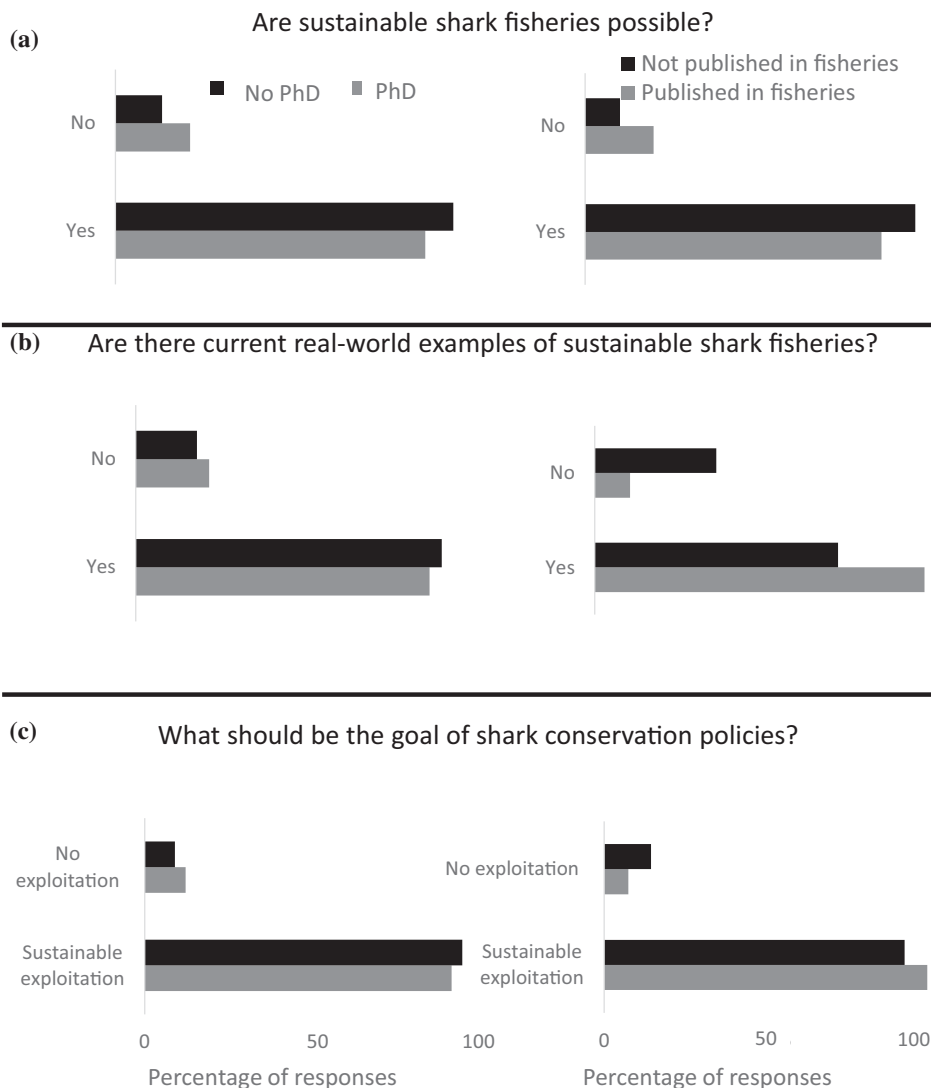 (a)
Are sustainable shark fisheries possible?
No PhD
PhD
Not published in fisheries
Published in fisheries
No
Yes
No
Yes
(b)
Are there current real-world examples of sustainable shark fisheries?
No
Yes
No
Yes
(c)
What should be the goal of shark conservation policies?
No
exploitation
Sustainable
exploitation
No exploitation
Sustainable
exploitation
0 50 100
Percentage of responses
0 50 100
Percentage of responses